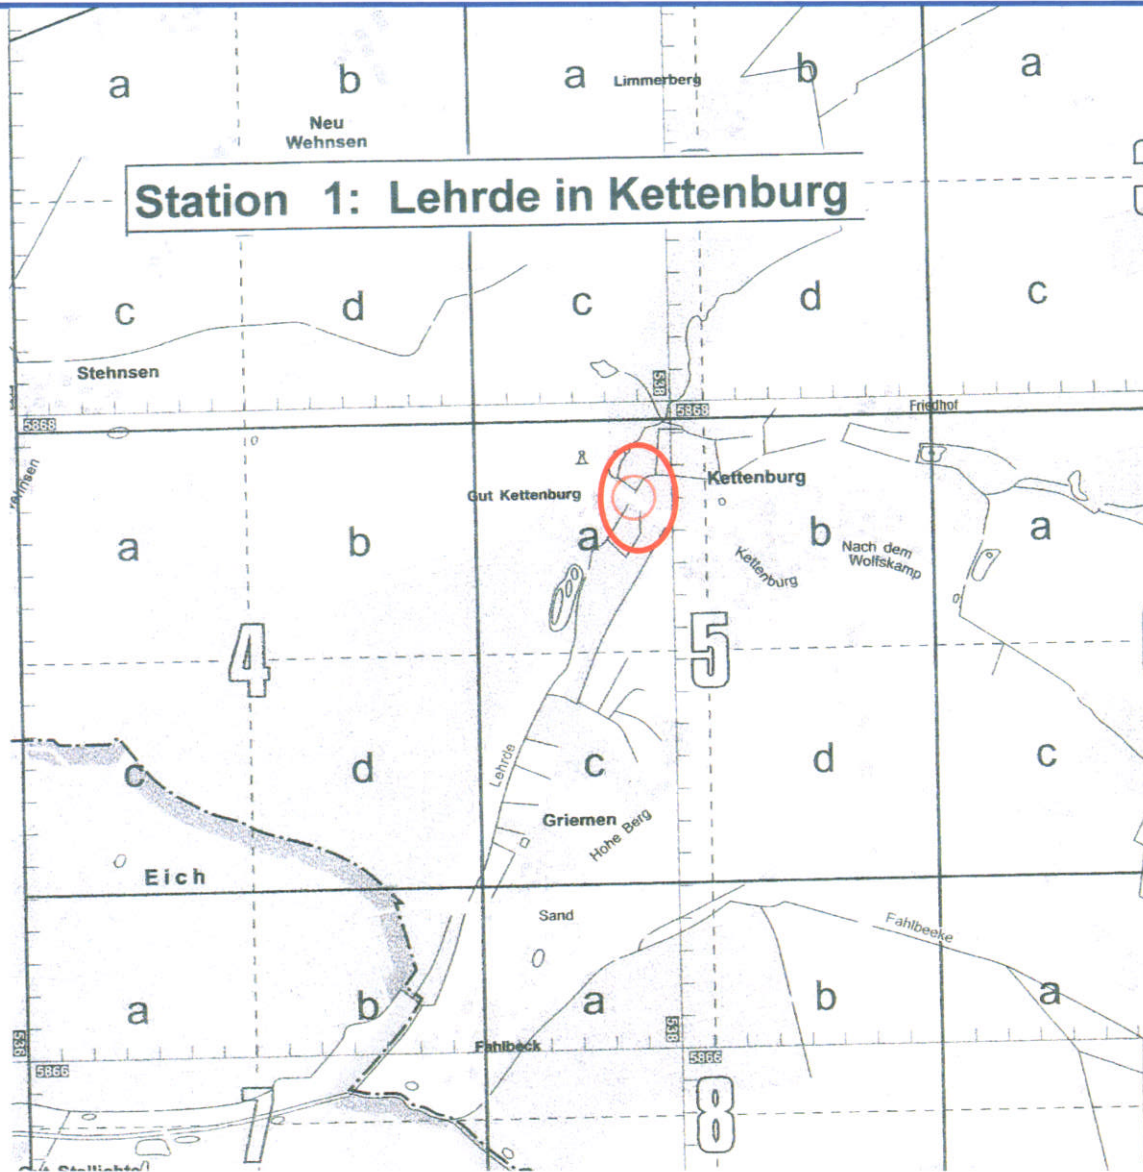 a
b
a
Limmerberg
b
a
Neu
Wehnsen
Station 1: Lehrde in Kettenburg
c
d
c
d
c
Stehnsen
538
5868
5868
Friedhof
Gut Kettenburg
Kettenburg
a
b
a
b
a
Kettenburg
Nach dem
Wolfskamp
4
5
c
d
Lehrde
c
d
c
Griemen
Hohe Berg
Eich
Sand
Fahlbeeke
a
b
a
b
a
536
Fahlbeck
538
5866
5866
7
8